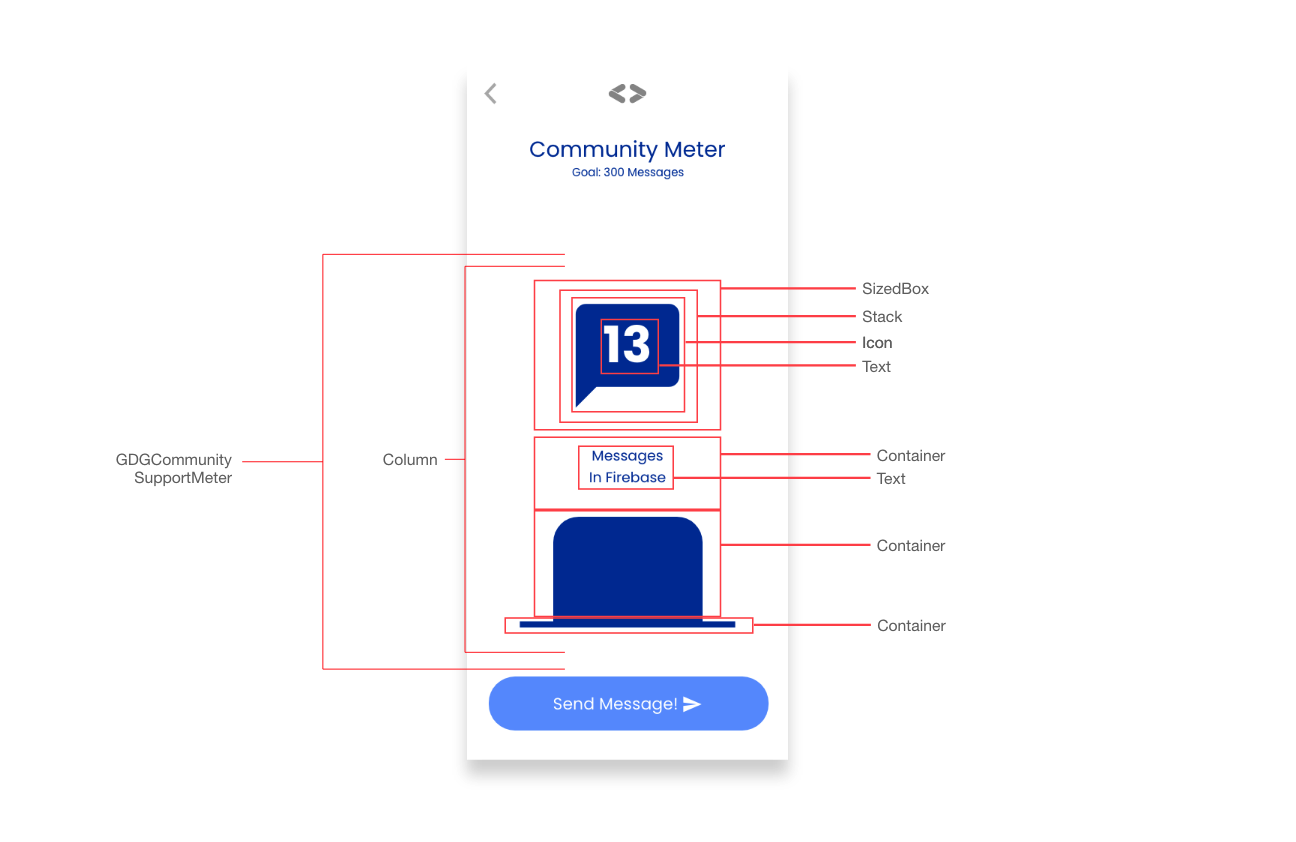 Community Meter
Goal: 300 Messages
GDGCommunity
SupportMeter
Column
13
SizedBox
Stack
Icon
Text
Messages
In Firebase
Container
Text
Container
Container
Send Message!